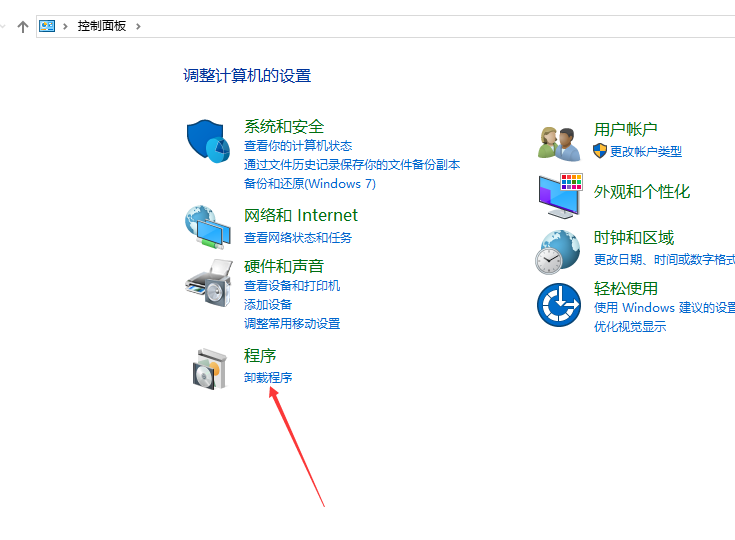 控制面板
调整计算机的设置
系统和安全
查看你的计算机状态
通过文件历史记录保存你的文件备份副本
备份和还原(Windows 7)
网络和 Internet
查看网络状态和任务
硬件和声音
查看设备和打印机
添加设备
调整常用移动设置
程序
卸载程序
用户帐户
更改帐户类型
外观和个性化
时钟和区域
更改日期、时间或数字格式
轻松使用
使用 Windows 建议的设置
优化视觉显示